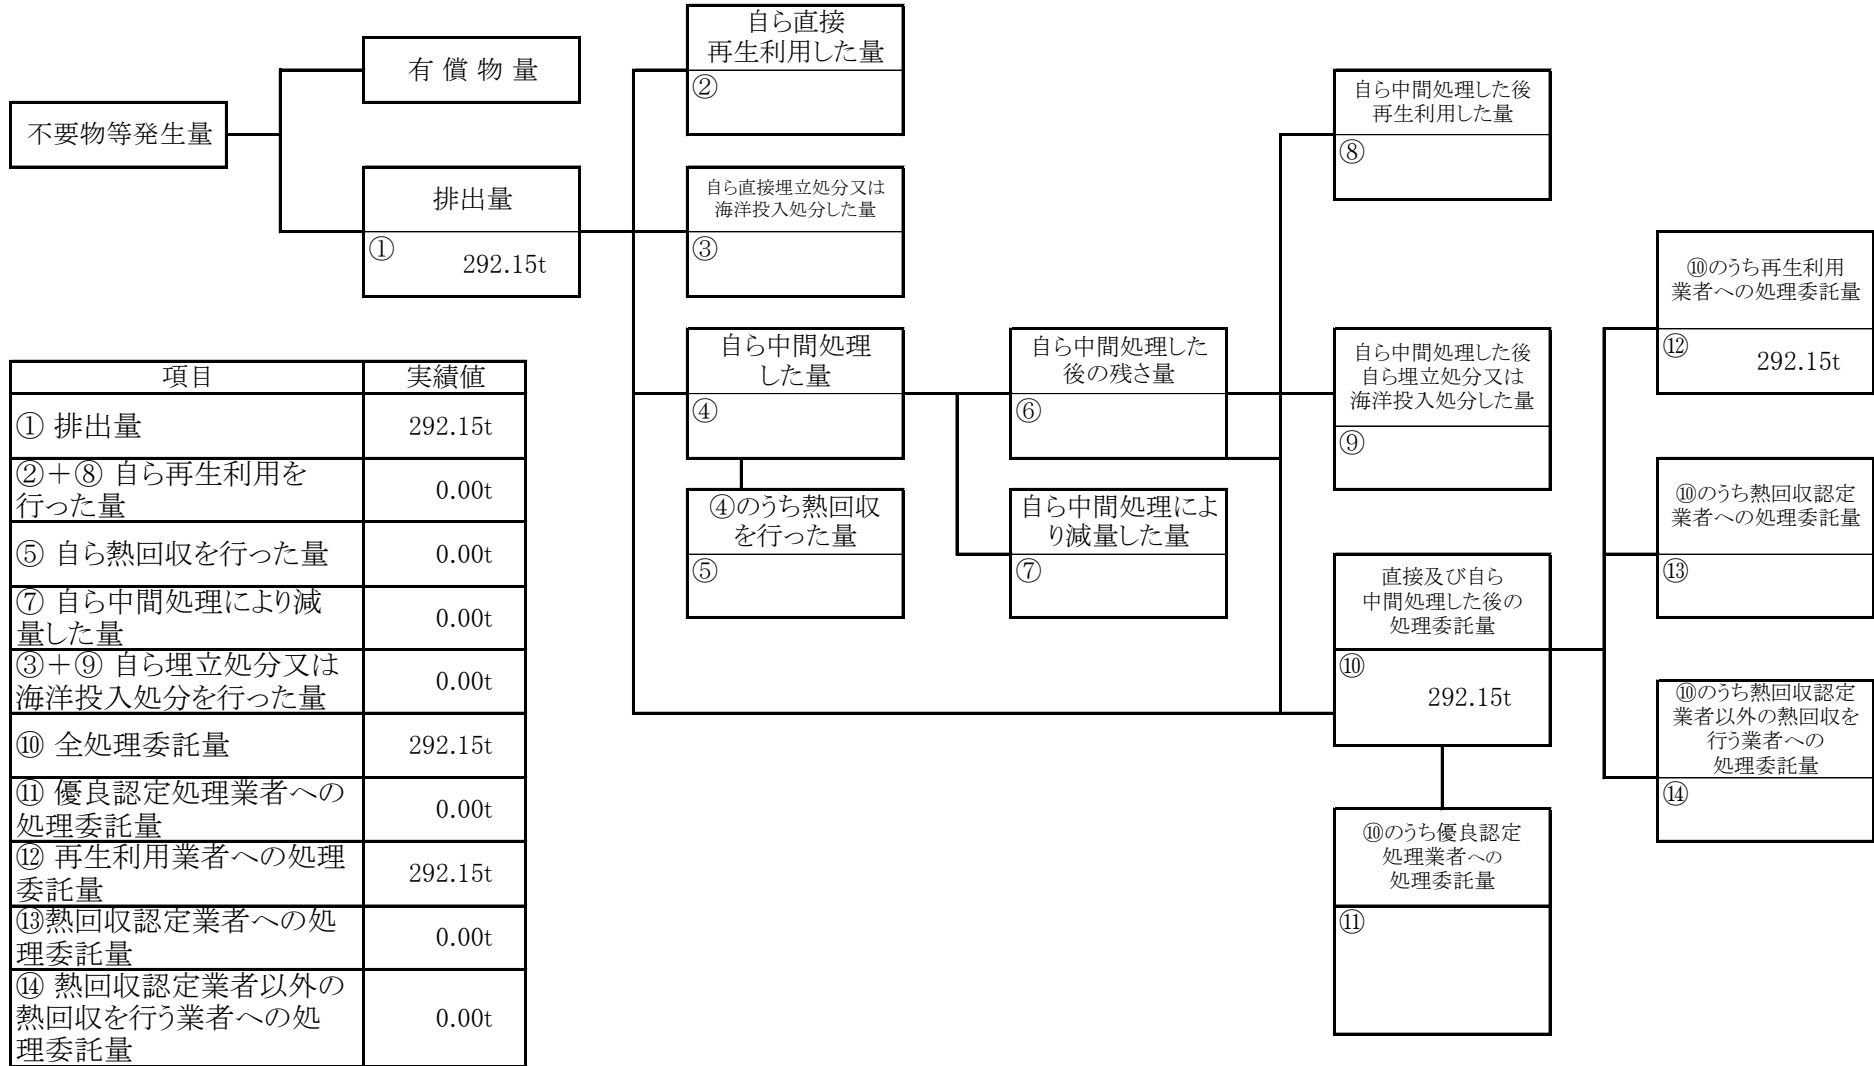 不要物等発生量
有 償 物 量
排出量
①
292.15t
自ら直接
再生利用した量
②
自ら直接埋立処分又は
海洋投入処分した量
③
自ら中間処理
した量
④
④のうち熱回収
を行った量
⑤
自ら中間処理した
後の残さ量
⑥
自ら中間処理によ
り減量した量
⑦
自ら中間処理した後
再生利用した量
⑧
自ら中間処理した後
自ら埋立処分又は
海洋投入処分した量
⑨
直接及び自ら
中間処理した後の
処理委託量
⑩
292.15t
⑩のうち優良認定
処理業者への
処理委託量
⑪
⑩のうち再生利用
業者への処理委託量
⑫
292.15t
⑩のうち熱回収認定
業者への処理委託量
⑬
⑩のうち熱回収認定
業者以外の熱回収を
行う業者への
処理委託量
⑭
項目 実績値
① 排出量 292.15t
②＋⑧ 自ら再生利用を
行った量 0.00t
⑤ 自ら熱回収を行った量 0.00t
⑦ 自ら中間処理により減
量した量 0.00t
③＋⑨ 自ら埋立処分又は
海洋投入処分を行った量 0.00t
⑩ 全処理委託量 292.15t
⑪ 優良認定処理業者への
処理委託量 0.00t
⑫ 再生利用業者への処理
委託量 292.15t
⑬熱回収認定業者への処
理委託量 0.00t
⑭ 熱回収認定業者以外の
熱回収を行う業者への処
理委託量 0.00t